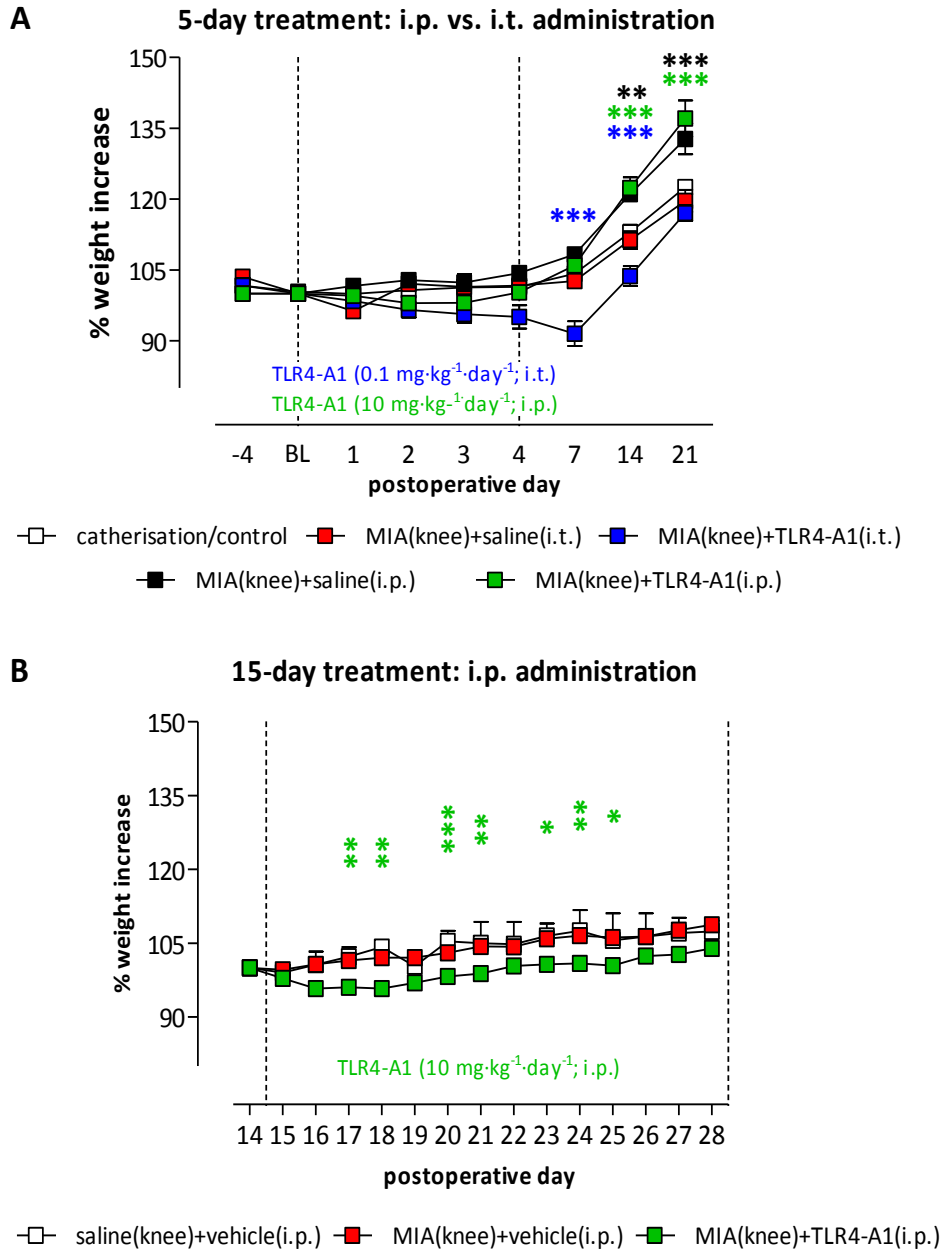 A
5-day treatment: i.p. vs. i.t. administration
150
135
120
105
90
% weight increase
***
***
**
***
***
***
TLR4-A1 (0.1 mg·kg⁻¹·day⁻¹; i.t.)
TLR4-A1 (10 mg·kg-¹·day⁻¹; i.p.)
-4 BL 1 2 3 4 7 14 21
postoperative day
catherisation/control MIA(knee)+saline(i.t.) MIA(knee)+TLR4-A1(i.t.)
MIA(knee)+saline(i.p.) MIA(knee)+TLR4-A1(i.p.)
B
15-day treatment: i.p. administration
150
135
120
105
90
% weight increase
** ** *** ** * ** *
TLR4-A1 (10 mg·kg⁻¹·day⁻¹; i.p.)
14 15 16 17 18 19 20 21 22 23 24 25 26 27 28
postoperative day
saline(knee)+vehicle(i.p.) MIA(knee)+vehicle(i.p.) MIA(knee)+TLR4-A1(i.p.)